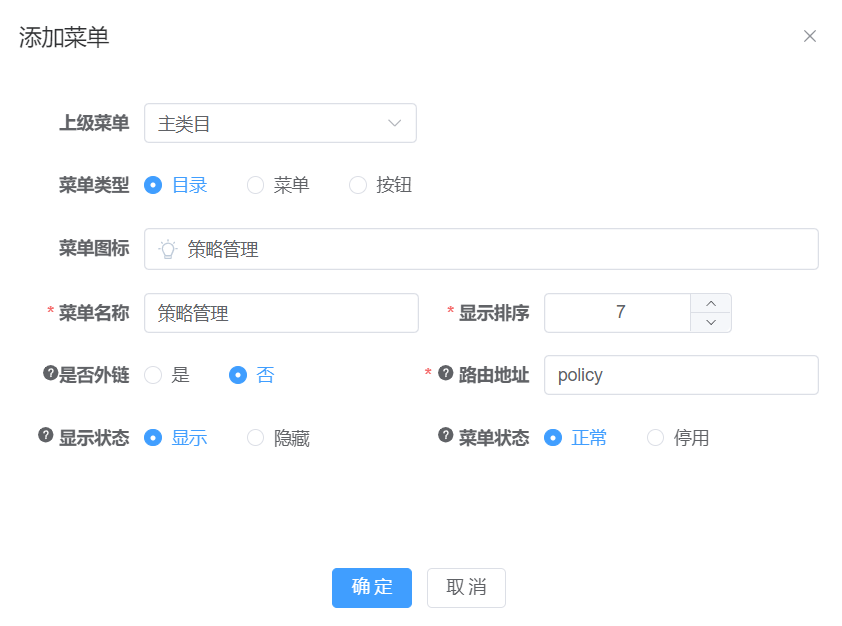 添加菜单
上级菜单 主类目
菜单类型 目录 菜单 按钮
菜单图标 策略管理
* 菜单名称 策略管理 * 显示排序 7
?是否外链 是 否 * ? 路由地址 policy
? 显示状态 显示 隐藏 ? 菜单状态 正常 停用
确定 取消